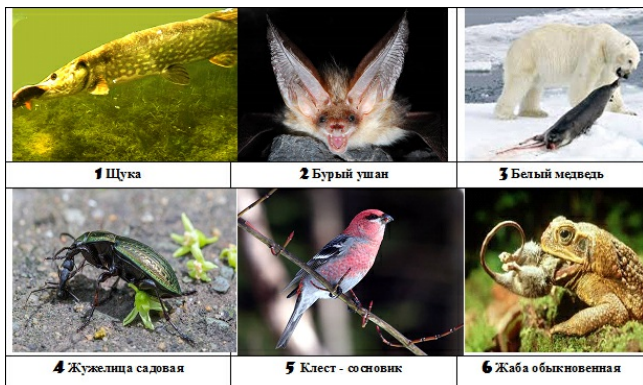 1 Щука
2 Бурый ушан
3 Белый медведь
4 Жужелица садовая
5 Клест - сосновик
6 Жаба обыкновенная